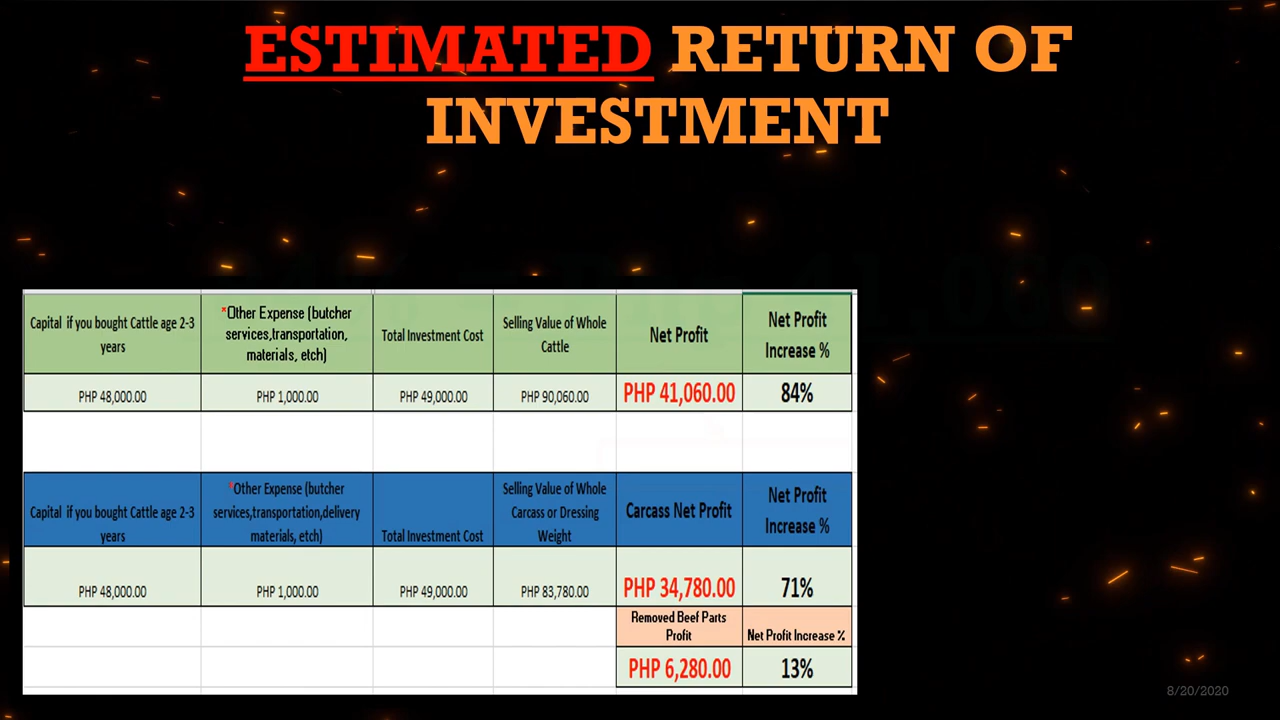 ESTIMATED RETURN OF
INVESTMENT
Capital if you bought Cattle age 2-3
years
*Other Expense (butcher
services,transportation,
materials, etch)
Total Investment Cost
Selling Value of Whole
Cattle
Net Profit
Net Profit
Increase %
PHP 48,000.00
PHP 1,000.00
PHP 49,000.00
PHP 90,060.00
PHP 41,060.00
84%
Capital if you bought Cattle age 2-3
years
*Other Expense (butcher
services,transportation,delivery
materials, etch)
Total Investment Cost
Selling Value of Whole
Carcass or Dressing
Weight
Carcass Net Profit
Net Profit
Increase %
PHP 48,000.00
PHP 1,000.00
PHP 49,000.00
PHP 83,780.00
PHP 34,780.00
71%
Removed Beef Parts
Profit
Net Profit Increase %
PHP 6,280.00
13%
8/20/2020